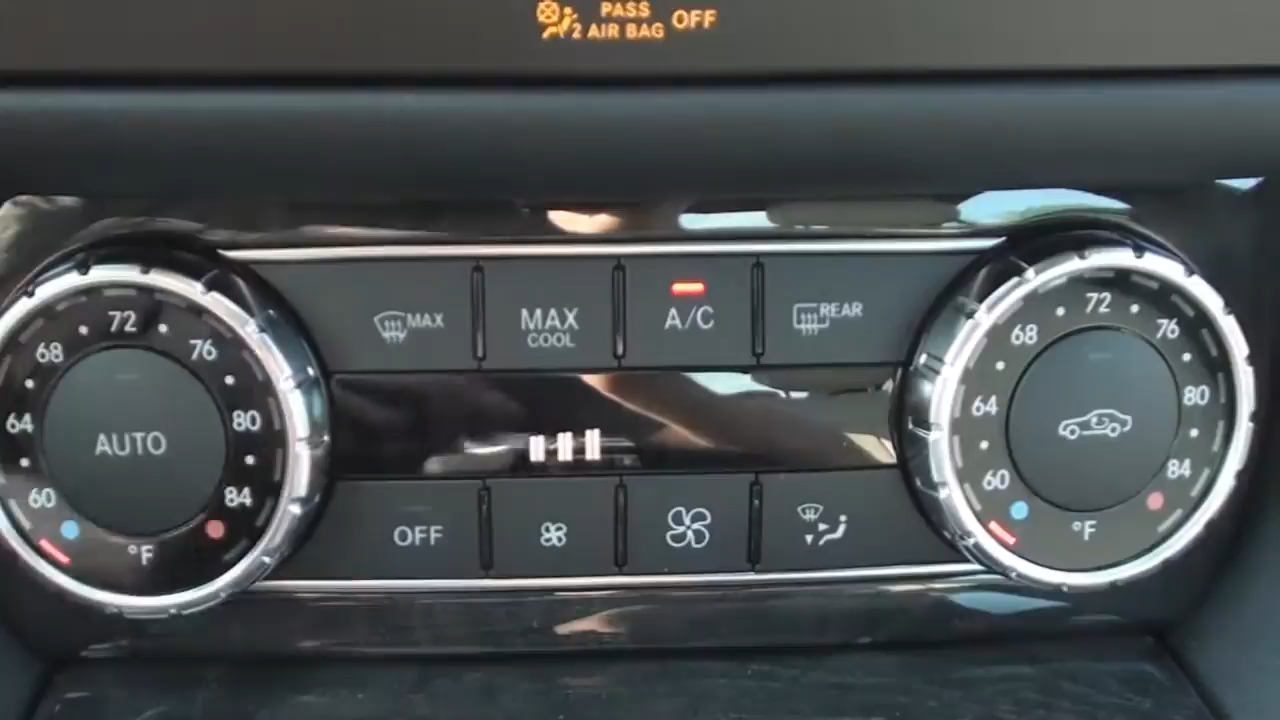 PASS
2 AIR BAG OFF
MAX
MAX
COOL
A/C
REAR
60 64 68 72 76 80 84
AUTO
°F
60 64 68 72 76 80 84
°F
OFF